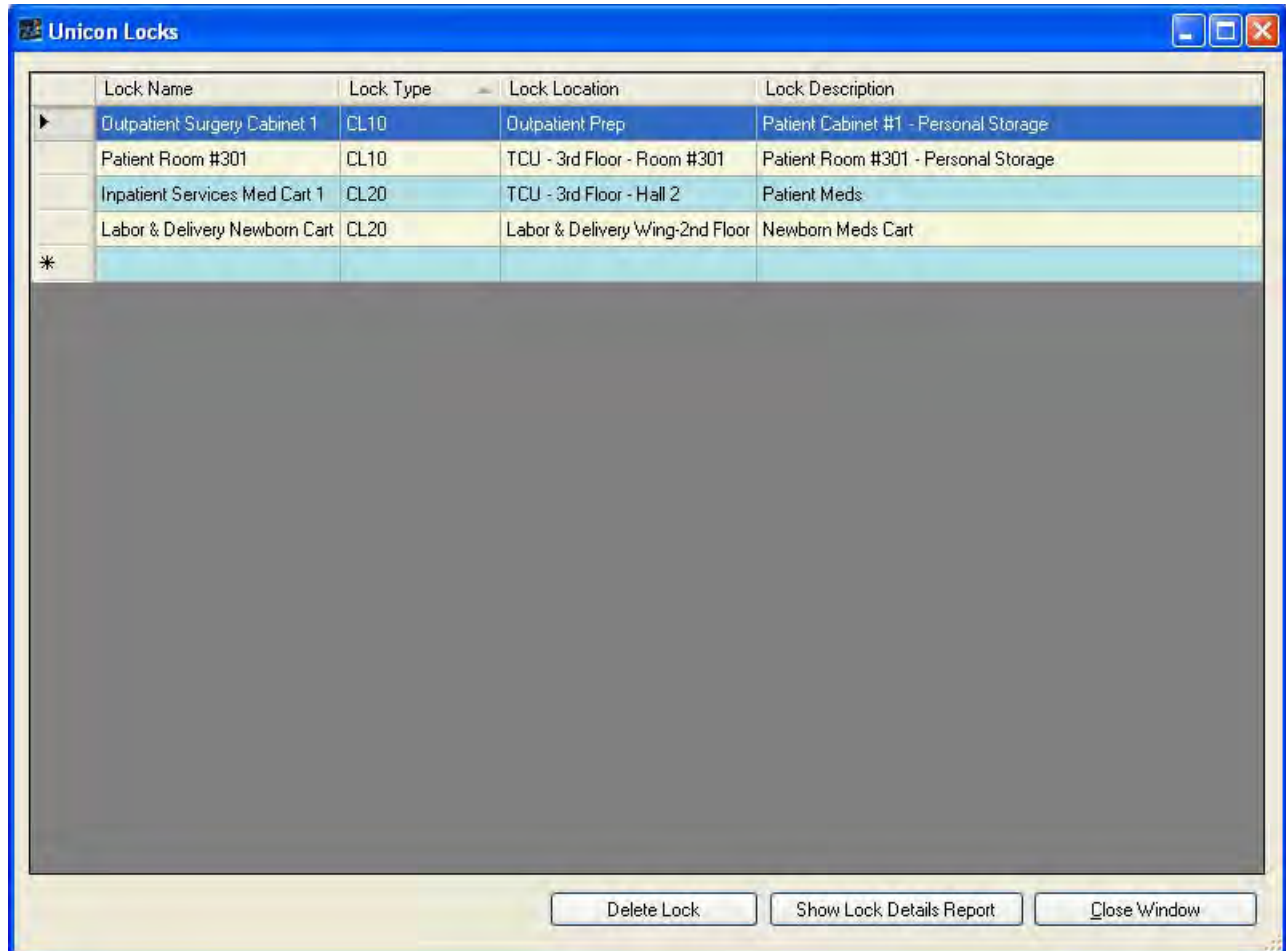 Unicon Locks
Lock Name Lock Type Lock Location Lock Description
Outpatient Surgery Cabinet 1 CL10 Outpatient Prep Patient Cabinet #1 - Personal Storage
Patient Room #301 CL10 TCU - 3rd Floor - Room #301 Patient Room #301 - Personal Storage
Inpatient Services Med Cart 1 CL20 TCU - 3rd Floor - Hall 2 Patient Meds
Labor & Delivery Newborn Cart CL20 Labor & Delivery Wing-2nd Floor Newborn Meds Cart
Delete Lock Show Lock Details Report Close Window